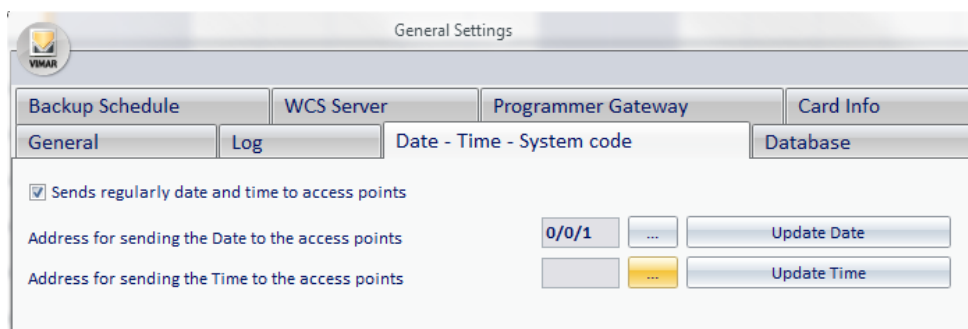 General Settings
VIMAR
Backup Schedule WCS Server Programmer Gateway Card Info
General Log Date - Time - System code Database
Sends regularly date and time to access points
Address for sending the Date to the access points 0/0/1 ... Update Date
Address for sending the Time to the access points ... Update Time